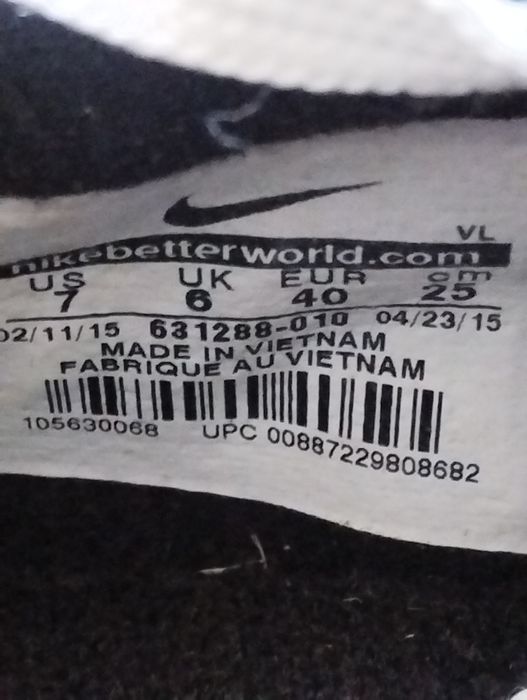 VL
nikebetterworld.com
US UK EUR cm
7 6 40 25
02/11/15 631288-010 04/23/15
MADE IN VIETNAM
FABRIQUE AU VIETNAM
105630068 UPC 00887229808682